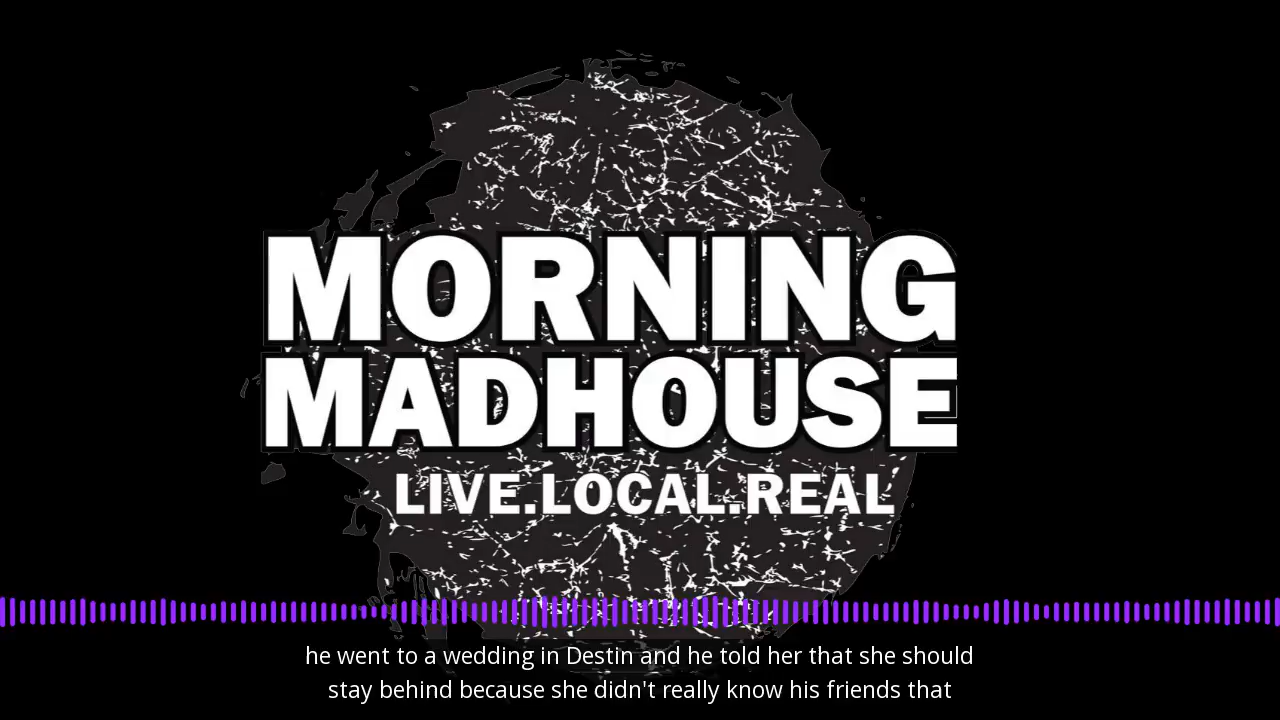 MORNING
MADHOUSE
LIVE.LOCAL.REAL
he went to a wedding in Destin and he told her that she should
stay behind because she didn't really know his friends that